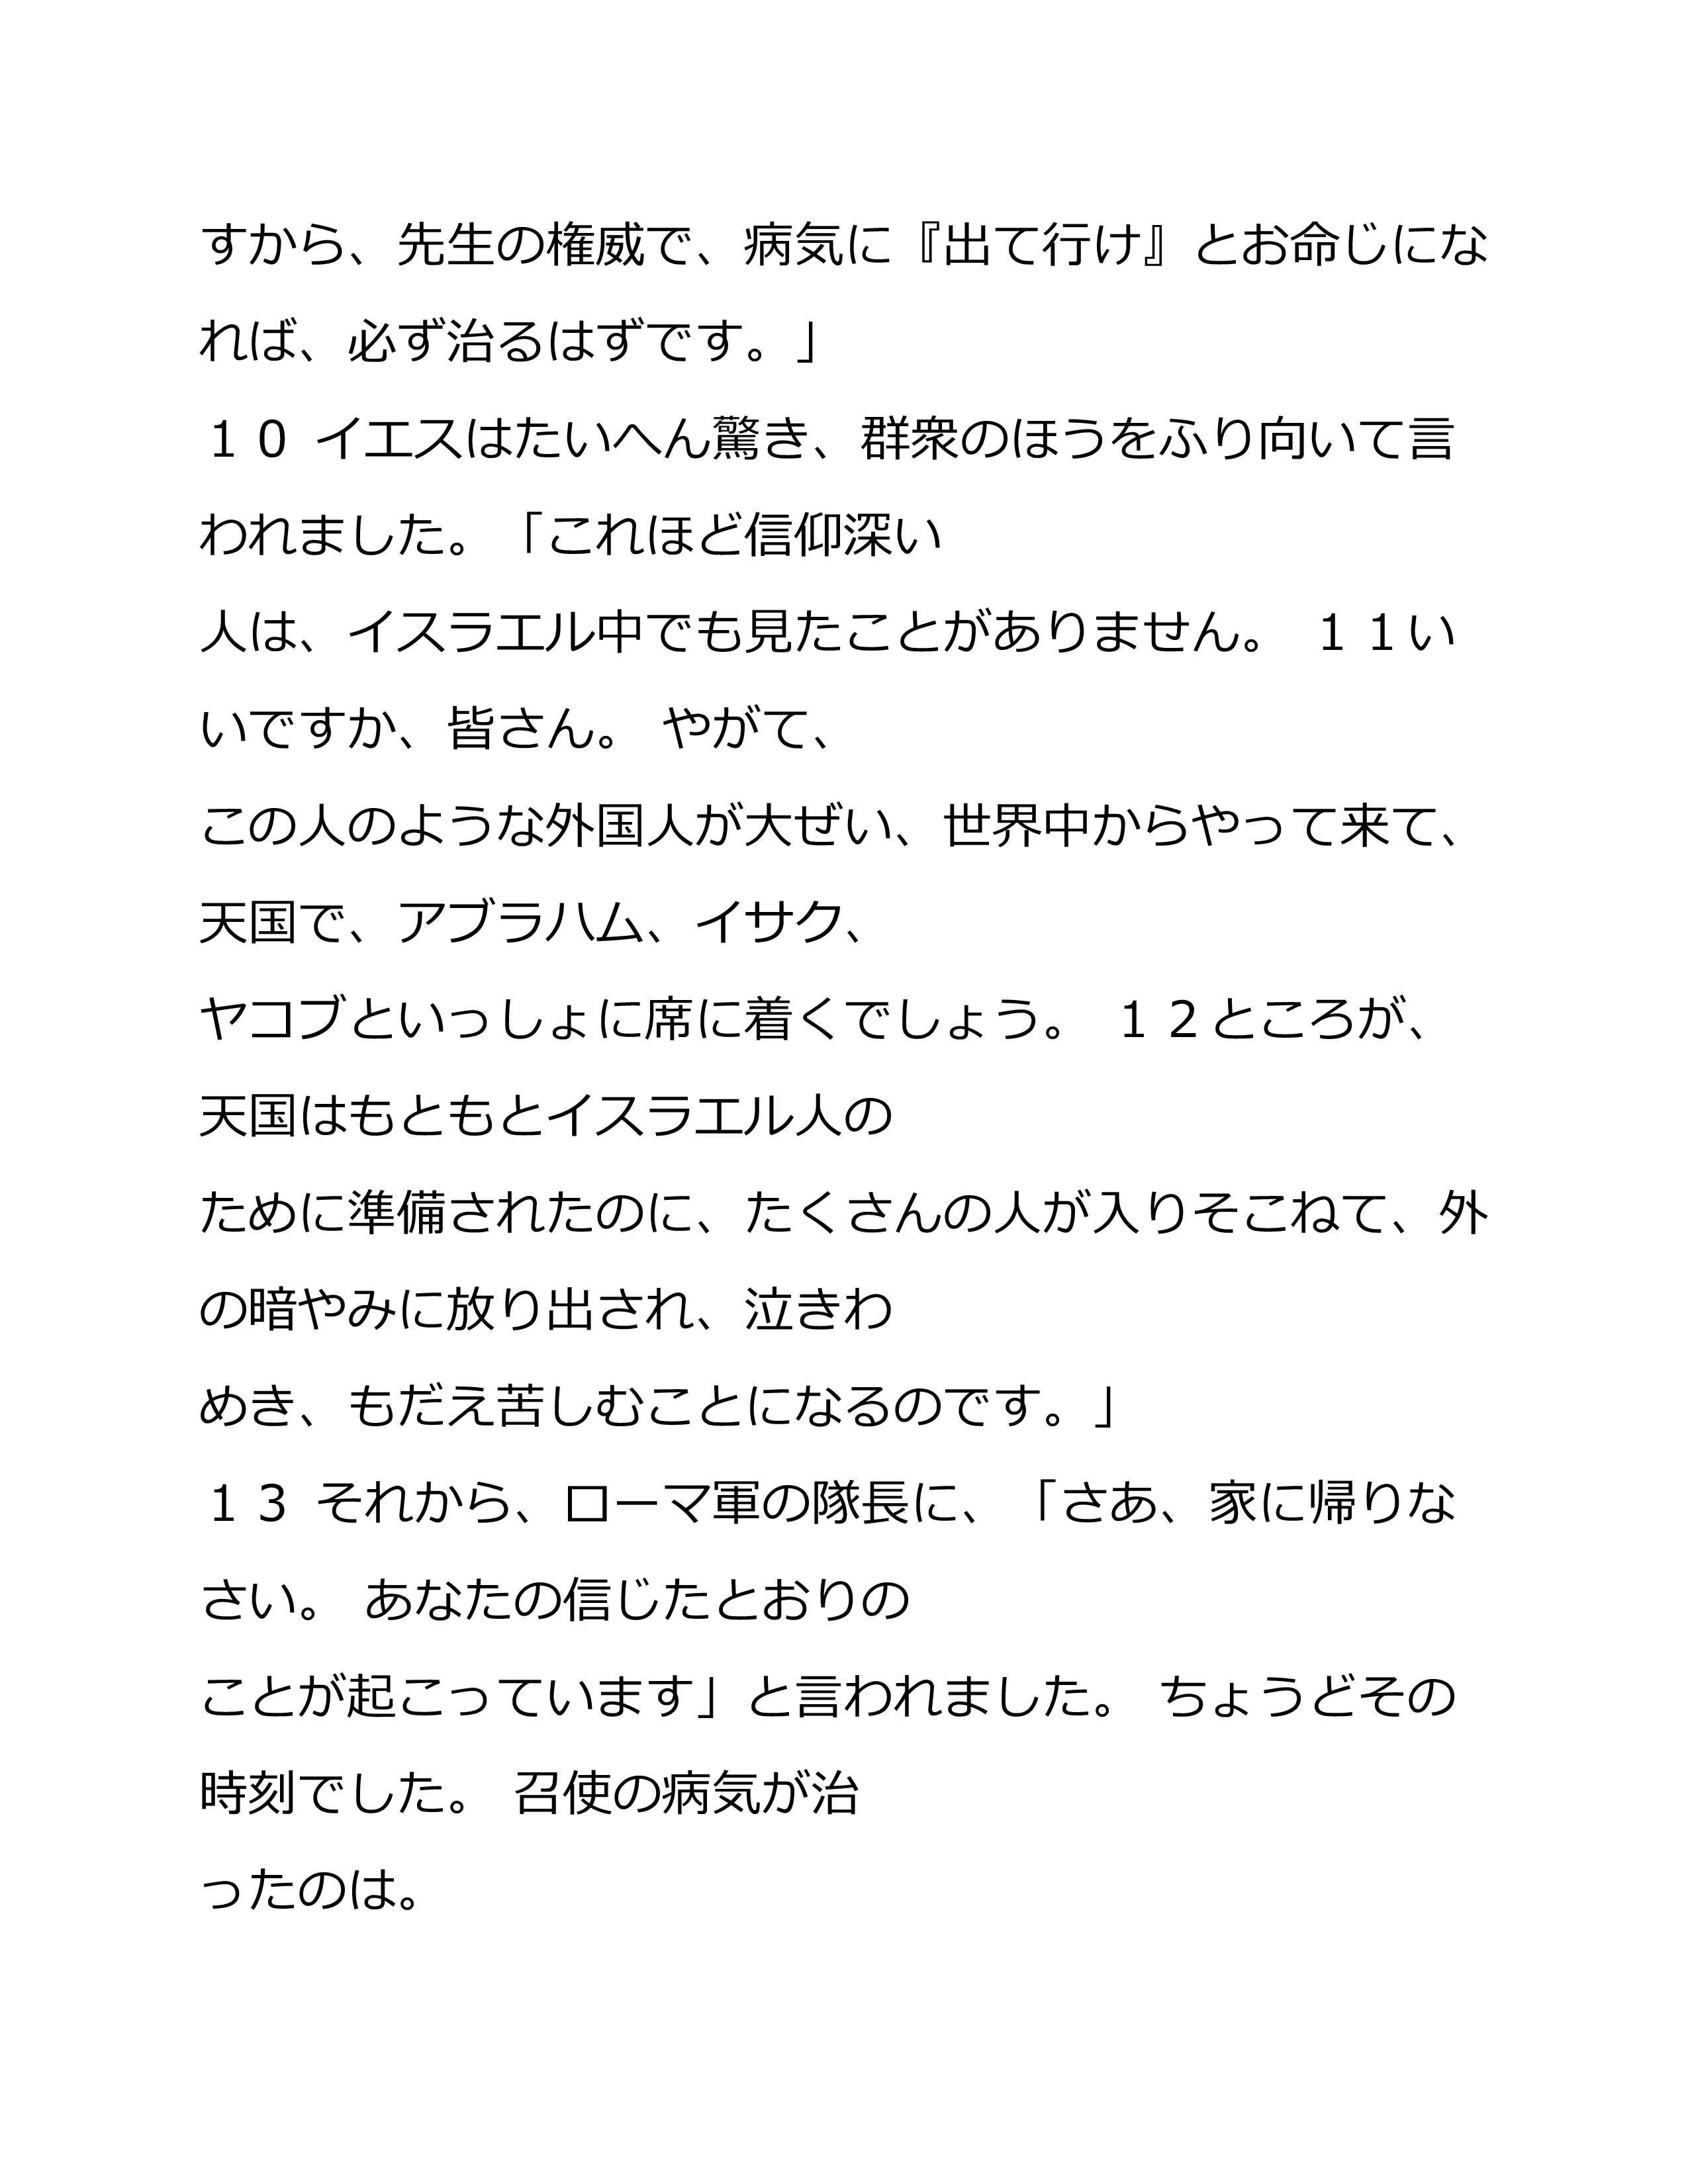 すから、先生の権威で、病気に『出て行け』とお命じにな
れば、必ず治るはずです。」
１０ イエスはたいへん驚き、群衆のほうをふり向いて言
われました。「これほど信仰深い
人は、イスラエル中でも見たことがありません。 １１い
いですか、皆さん。 やがて、
この人のような外国人が大ぜい、世界中からやって来て、
天国で、アブラハム、イサク、
ヤコブといっしょに席に着くでしょう。 １２ところが、
天国はもともとイスラエル人の
ために準備されたのに、たくさんの人が入りそこねて、外
の暗やみに放り出され、泣きわ
めき、もだえ苦しむことになるのです。」
１３ それから、ローマ軍の隊長に、「さあ、家に帰りな
さい。 あなたの信じたとおりの
ことが起こっています」と言われました。 ちょうどその
時刻でした。 召使の病気が治
ったのは。